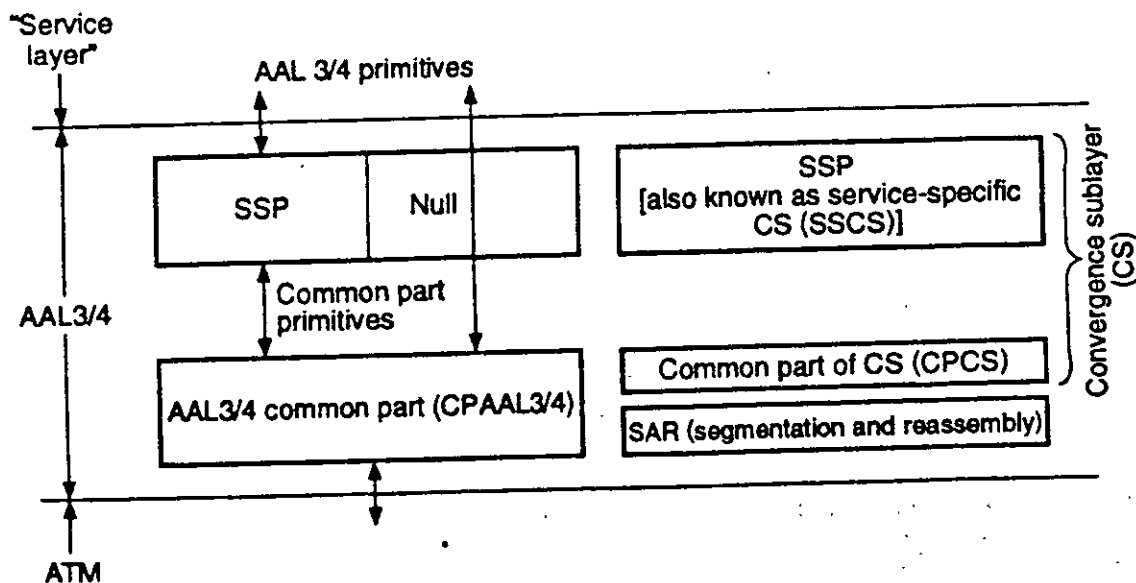 "Service
layer"
AAL 3/4 primitives
SSP
Null
SSP
[also known as service-specific
CS (SSCS)]
Convergence sublayer
(CS)
AAL3/4
Common part
primitives
AAL3/4 common part (CPAAL3/4)
Common part of CS (CPCS)
SAR (segmentation and reassembly)
ATM